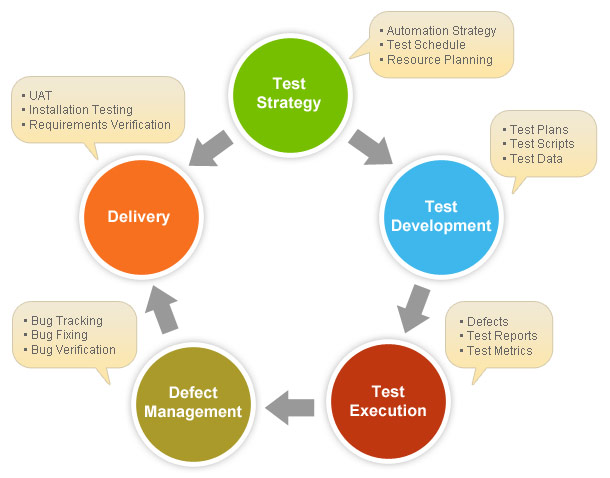 Test
Strategy
▪ Automation Strategy
▪ Test Schedule
▪ Resource Planning
Test
Development
▪ Test Plans
▪ Test Scripts
▪ Test Data
Test
Execution
▪ Defects
▪ Test Reports
▪ Test Metrics
Defect
Management
▪ Bug Tracking
▪ Bug Fixing
▪ Bug Verification
Delivery
▪ UAT
▪ Installation Testing
▪ Requirements Verification